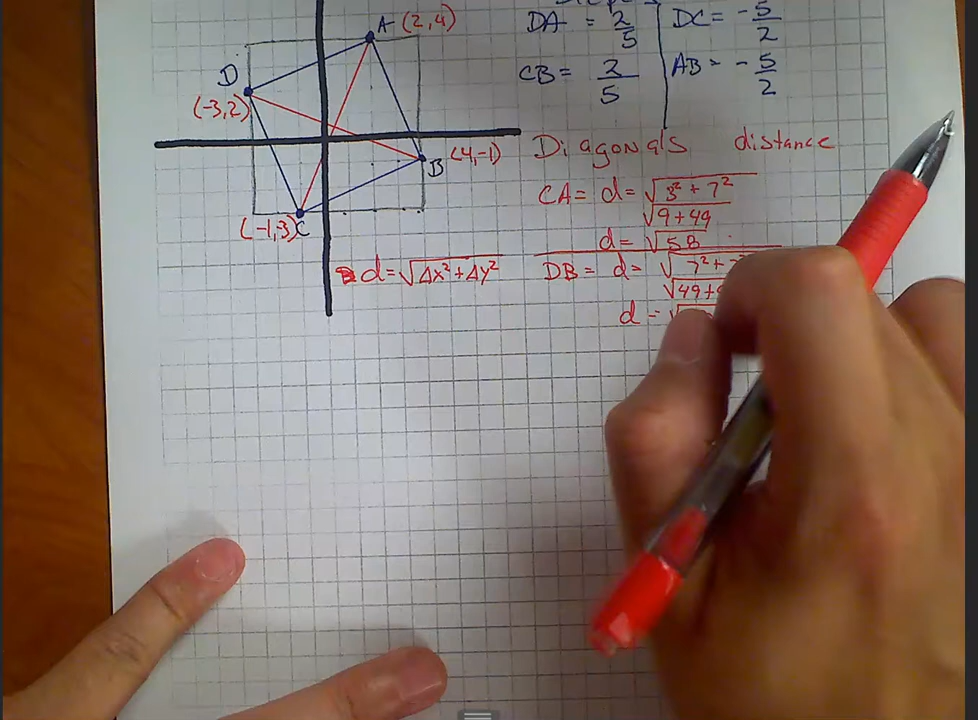 A (2,4)
DA = 2/5
DC = -5/2
D
(-3,2)
CB = 2/5
AB = -5/2
(4,-1)
B
Diagonals distance
CA = d = √3² + 7²
√9 + 49
(-1,-3) C
d = √58
d = √Δx² + Δy²
DB = d = √7² +
√49 +
d = √